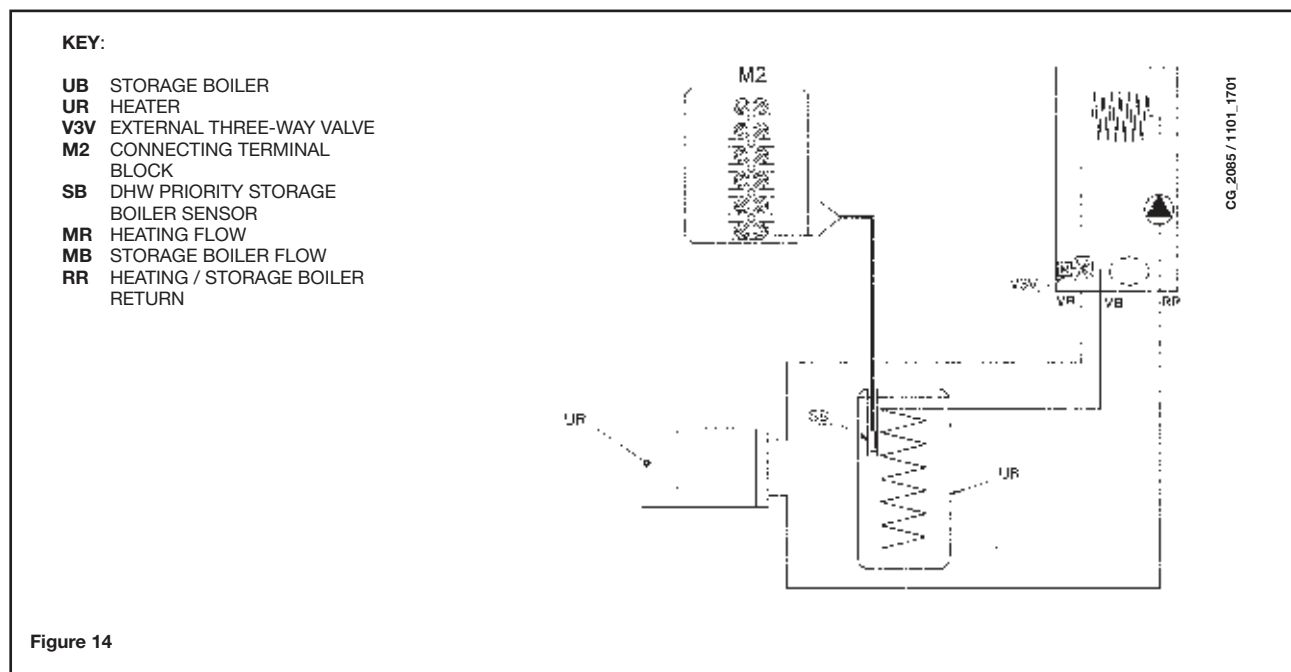 KEY:
UB STORAGE BOILER
UR HEATER
V3V EXTERNAL THREE-WAY VALVE
M2 CONNECTING TERMINAL
BLOCK
SB DHW PRIORITY STORAGE
BOILER SENSOR
MR HEATING FLOW
MB STORAGE BOILER FLOW
RR HEATING / STORAGE BOILER
RETURN
M2
CG_2085 / 1101_1701
V3V
RR
SB
UR
Figure 14